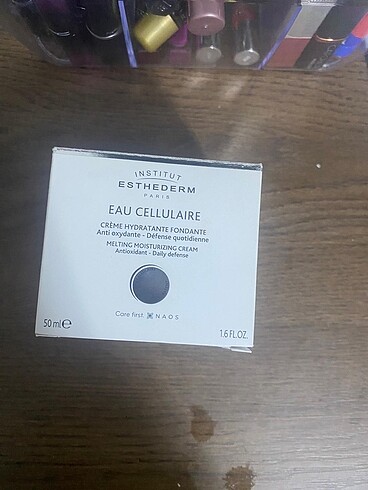 INSTITUT
ESTHEDERM
PARIS
EAU CELLULAIRE
CRÈME HYDRATANTE FONDANTE
Anti oxydante - Défense quotidienne
MELTING MOISTURIZING CREAM
Antioxidant - Daily defense
Care first. NAOS
50 ml℮
1.6 FL.OZ.